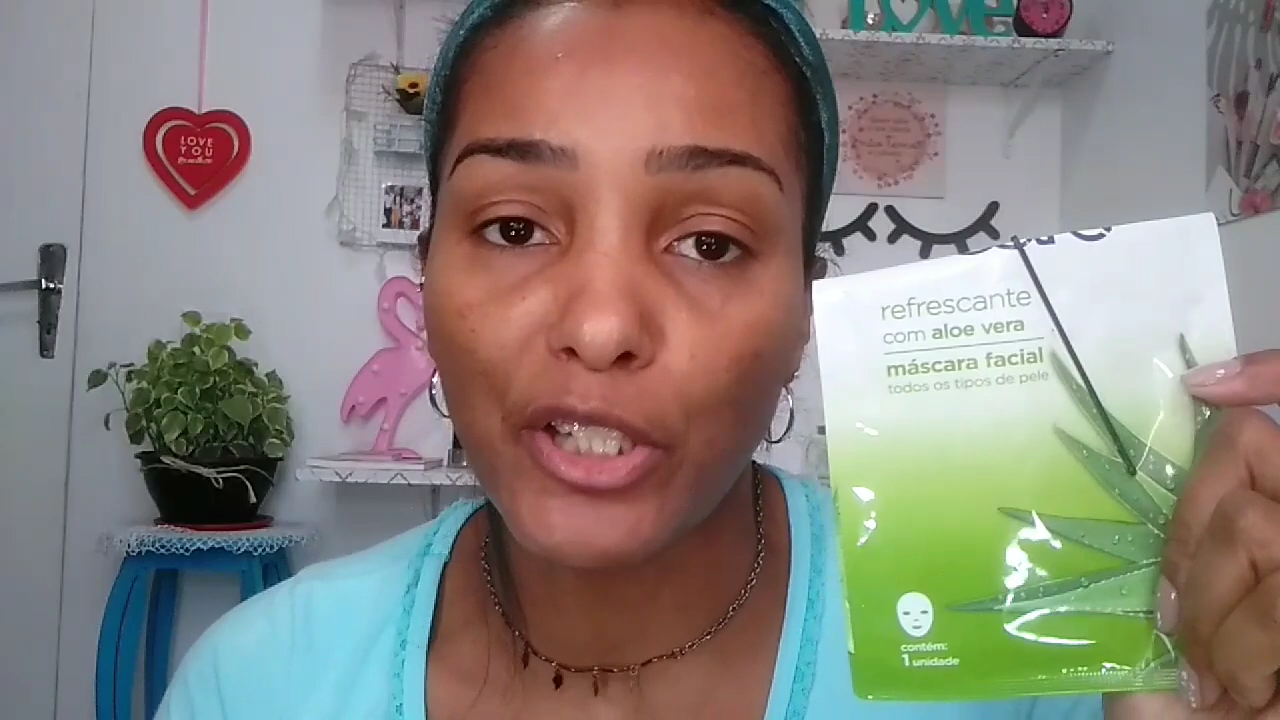 LOVE
LOVE
YOU
refrescante
com aloe vera
máscara facial
todos os tipos de pele
contém:
1 unidade